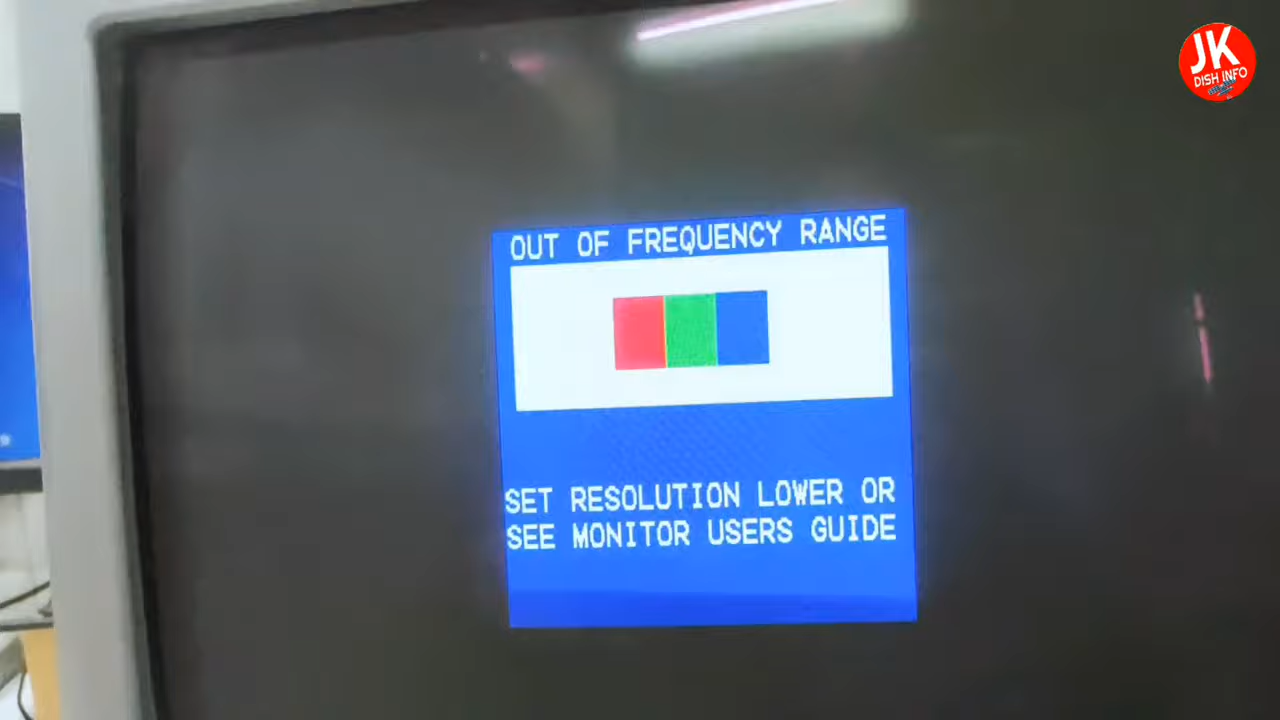 JK
DISH INFO
OUT OF FREQUENCY RANGE
SET RESOLUTION LOWER OR
SEE MONITOR USERS GUIDE